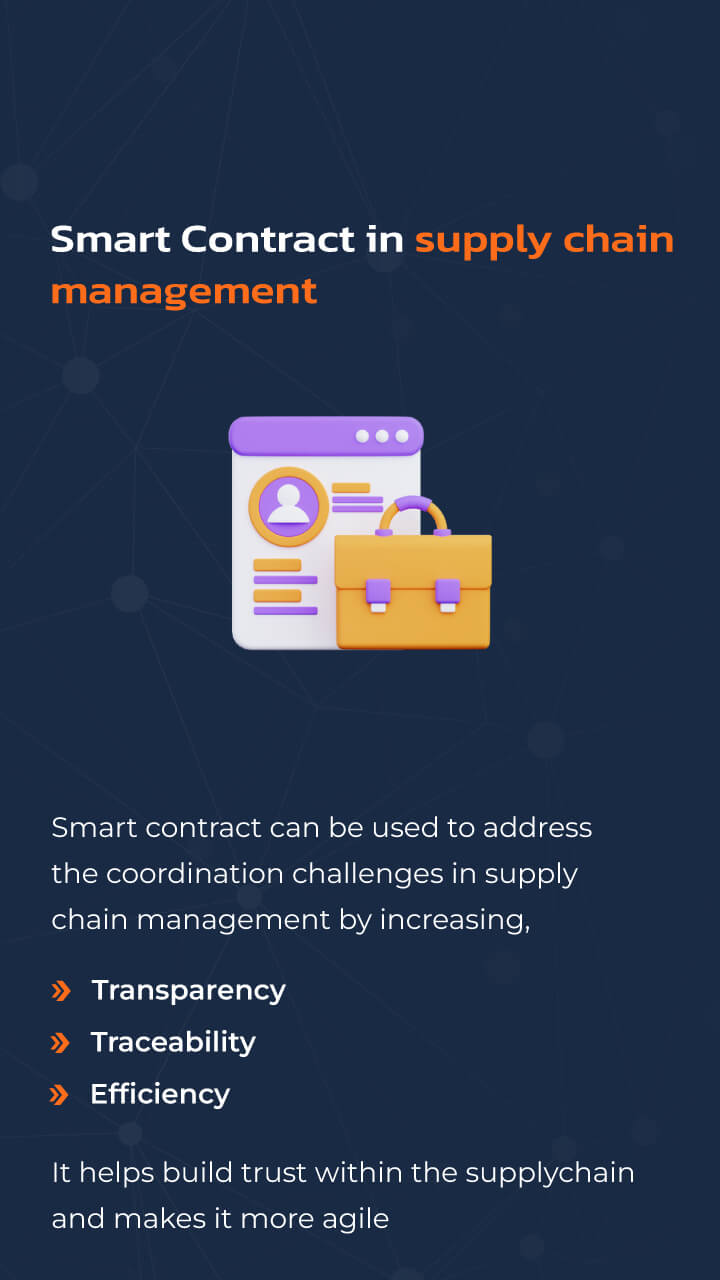 Smart Contract in supply chain
management
Smart contract can be used to address
the coordination challenges in supply
chain management by increasing,
Transparency
Traceability
Efficiency
It helps build trust within the supplychain
and makes it more agile